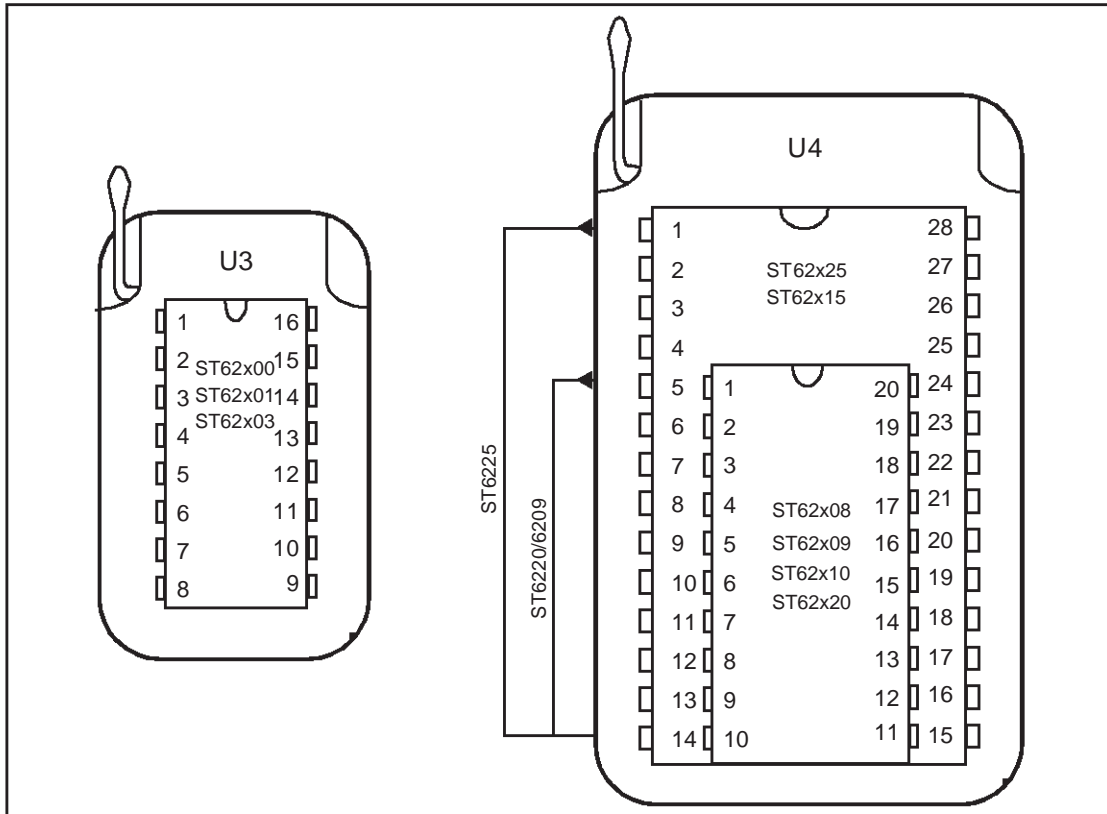 U3
1 16
2 15
ST62x00
3 14
ST62x01
ST62x03
4 13
5 12
6 11
7 10
8 9
ST6225
ST6220/6209
U4
1 28
2 27
ST62x25
ST62x15
3 26
4 25
5 24
6 23
7 22
8 21
9 20
10 19
11 18
12 17
13 16
14 15
1 20
2 19
3 18
4 17
ST62x08
5 16
ST62x09
6 15
ST62x10
ST62x20
7 14
8 13
9 12
10 11